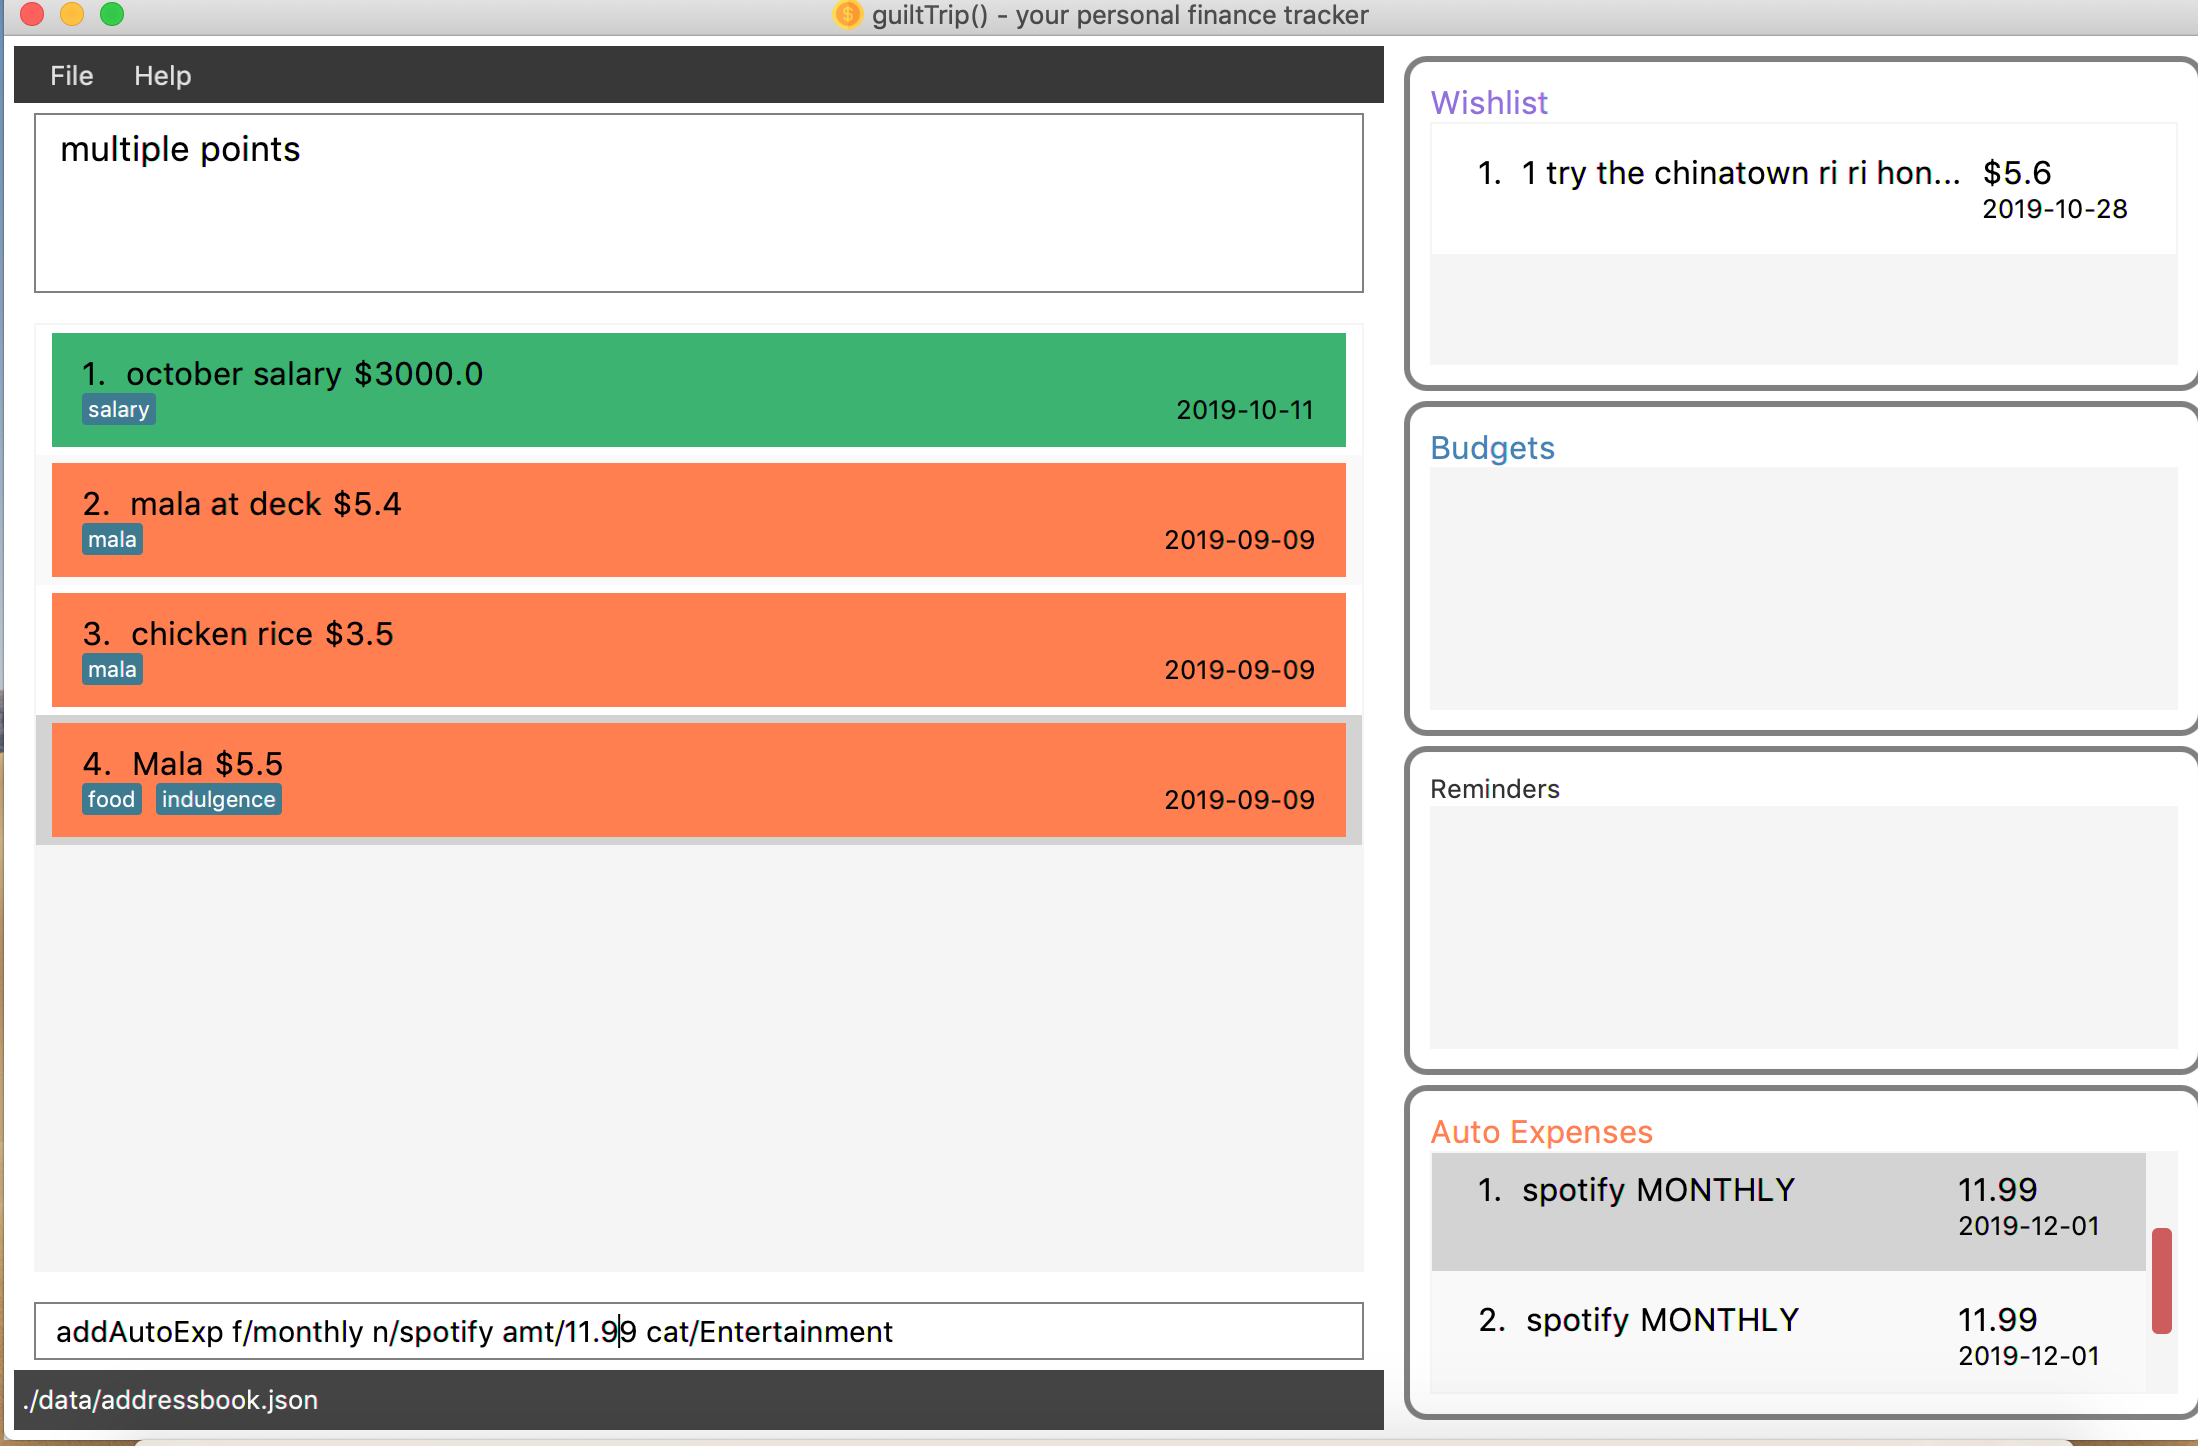 guiltTrip() - your personal finance tracker
File Help
multiple points
1. october salary $3000.0
salary
2019-10-11
2. mala at deck $5.4
mala
2019-09-09
3. chicken rice $3.5
mala
2019-09-09
4. Mala $5.5
food indulgence
2019-09-09
addAutoExp f/monthly n/spotify amt/11.99 cat/Entertainment
./data/addressbook.json
Wishlist
1. 1 try the chinatown ri ri hon... $5.6
2019-10-28
Budgets
Reminders
Auto Expenses
1. spotify MONTHLY 11.99
2019-12-01
2. spotify MONTHLY 11.99
2019-12-01